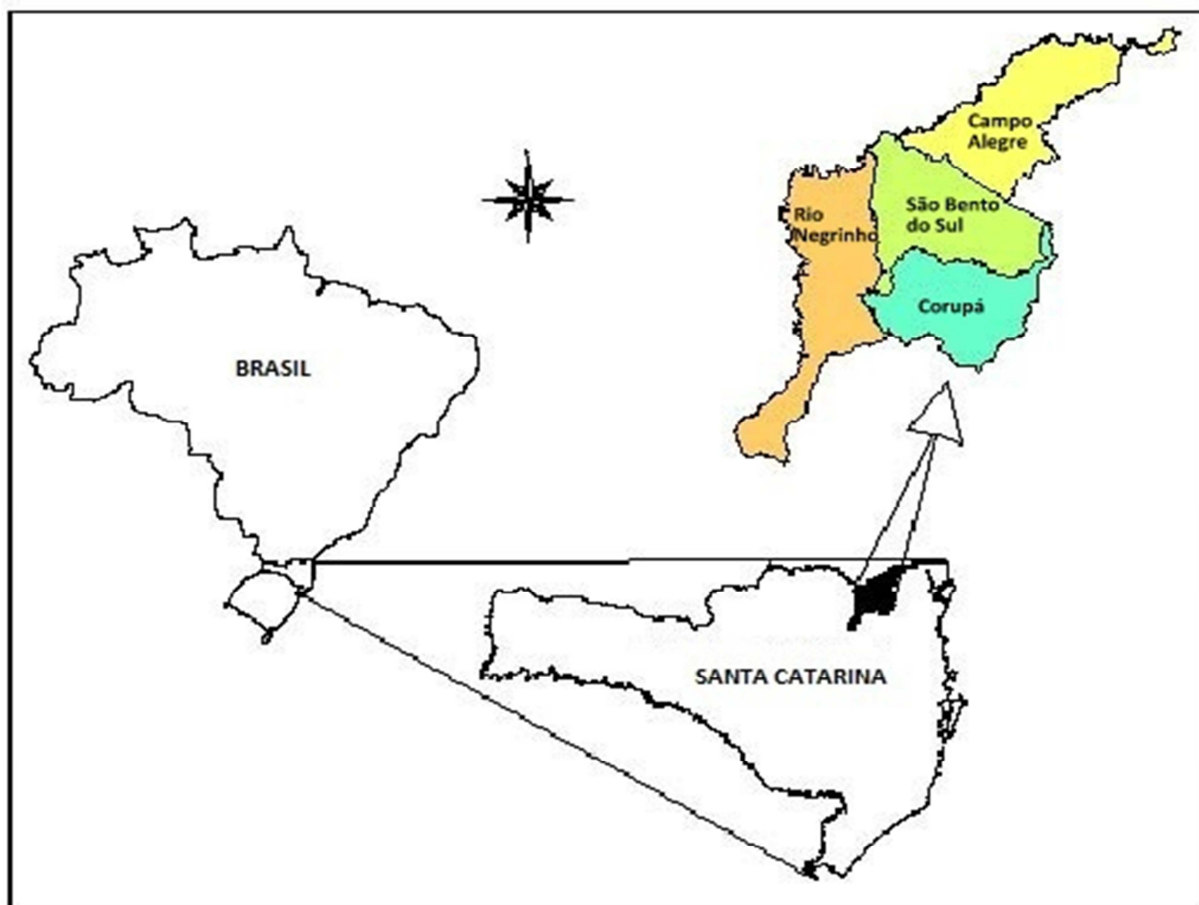 Campo
Alegre
São Bento
do Sul
Rio
Negrinho
Corupá
BRASIL
SANTA CATARINA